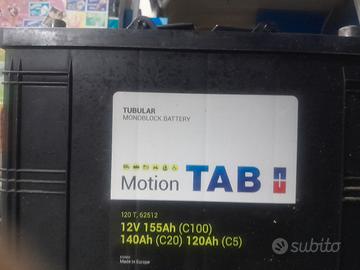 TUBULAR
MONOBLOCK BATTERY
Motion TAB
120 T, 62512
12V 155Ah (C100)
140Ah (C20) 120Ah (C5)
Made in Europe
subito